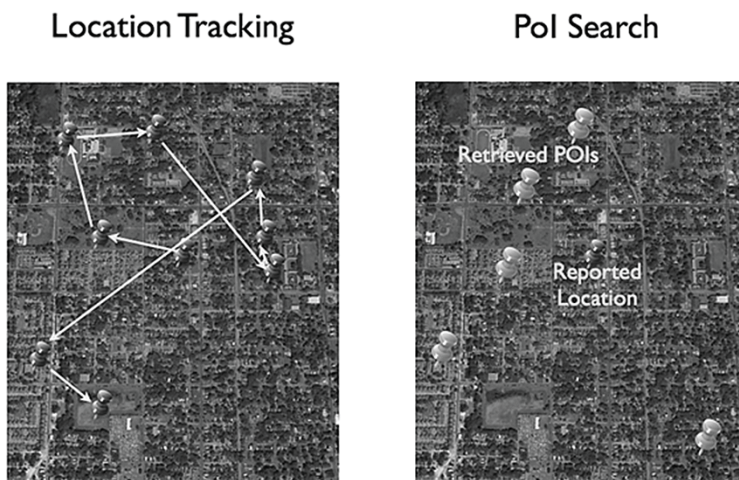 Location Tracking
PoI Search
Retrieved POIs
Reported
Location